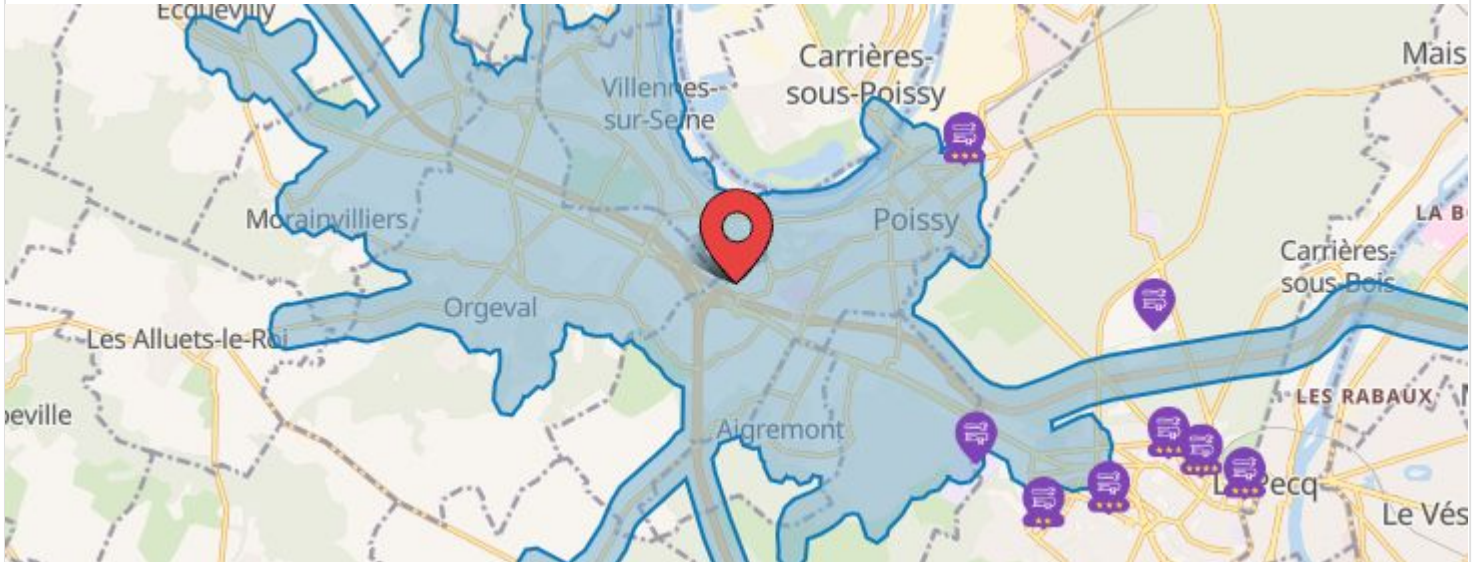 Ecquevilly
Carrières-
sous-Poissy
Mais
Villennes-
sur-Seine
Morainvilliers
Poissy
LA B
Carrières-
sous-Bois
Orgeval
Les Alluets-le-Roi
LES RABAUX
beville
Aigremont
Le Pecq
Le Vés